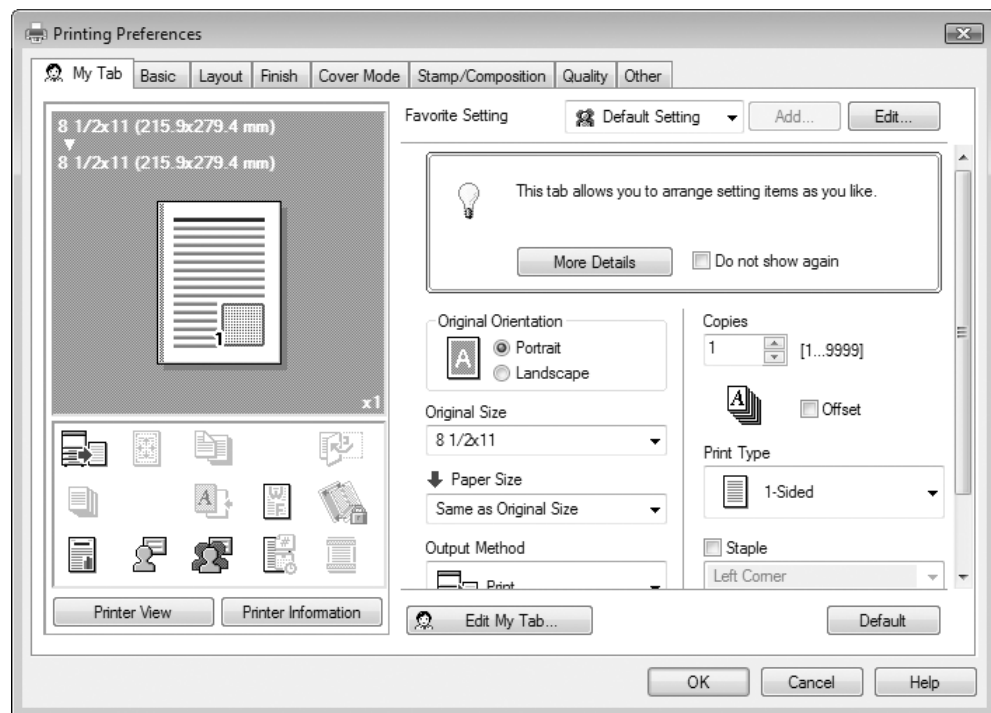 Printing Preferences
My Tab Basic Layout Finish Cover Mode Stamp/Composition Quality Other
8 1/2x11 (215.9x279.4 mm)
8 1/2x11 (215.9x279.4 mm)
1
x1
Printer View Printer Information
Favorite Setting Default Setting Add... Edit...
This tab allows you to arrange setting items as you like.
More Details Do not show again
Original Orientation
A Portrait
Landscape
Original Size
8 1/2x11
Paper Size
Same as Original Size
Output Method
Print
Copies
1 [1...9999]
A Offset
Print Type
1-Sided
Staple
Left Corner
Edit My Tab... Default
OK Cancel Help